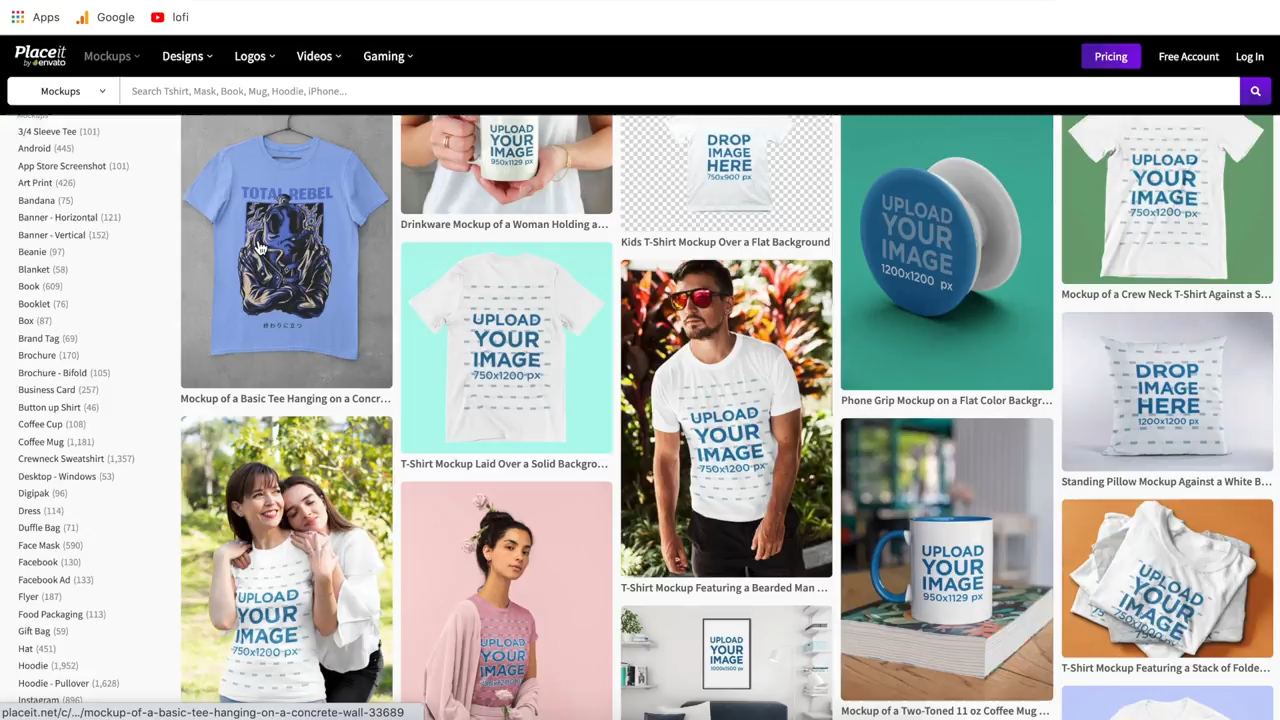 Apps
Google
lofi
Placeit
by envato
Mockups
Designs
Logos
Videos
Gaming
Pricing
Free Account
Log In
Mockups
Search Tshirt, Mask, Book, Mug, Hoodie, iPhone...
Mockups
3/4 Sleeve Tee (101)
Android (445)
App Store Screenshot (101)
Art Print (426)
Bandana (75)
Banner - Horizontal (121)
Banner - Vertical (152)
Beanie (97)
Blanket (58)
Book (609)
Booklet (76)
Box (87)
Brand Tag (69)
Brochure (170)
Brochure - Bifold (105)
Business Card (257)
Button up Shirt (46)
Coffee Cup (108)
Coffee Mug (1,181)
Crewneck Sweatshirt (1,357)
Desktop - Windows (53)
Digipak (96)
Dress (114)
Duffle Bag (71)
Face Mask (590)
Facebook (130)
Facebook Ad (133)
Flyer (187)
Food Packaging (113)
Gift Bag (59)
Hat (451)
Hoodie (1,952)
Hoodie - Pullover (1,628)
Instagram (896)
TOTAL REBEL
終わりに立つ
Mockup of a Basic Tee Hanging on a Concr...
UPLOAD
YOUR
IMAGE
750x1200 px
UPLOAD
YOUR
IMAGE
950x1129 px
Drinkware Mockup of a Woman Holding a...
UPLOAD
YOUR
IMAGE
750x1200 px
T-Shirt Mockup Laid Over a Solid Backgro...
UPLOAD
YOUR
IMAGE
DROP
IMAGE
HERE
750x900 px
Kids T-Shirt Mockup Over a Flat Background
UPLOAD
YOUR
IMAGE
750x1200 px
T-Shirt Mockup Featuring a Bearded Man ...
UPLOAD
YOUR
IMAGE
UPLOAD
YOUR
IMAGE
1200x1200 px
Phone Grip Mockup on a Flat Color Backgr...
UPLOAD
YOUR
IMAGE
950x1129 px
Mockup of a Two-Toned 11 oz Coffee Mug ...
UPLOAD
YOUR
IMAGE
750x1200 px
Mockup of a Crew Neck T-Shirt Against a S...
DROP
IMAGE
HERE
1200x1200 px
Standing Pillow Mockup Against a White B...
UPLOAD
YOUR
IMAGE
750x1200 px
T-Shirt Mockup Featuring a Stack of Folde...
placeit.net/c/.../mockup-of-a-basic-tee-hanging-on-a-concrete-wall-33689